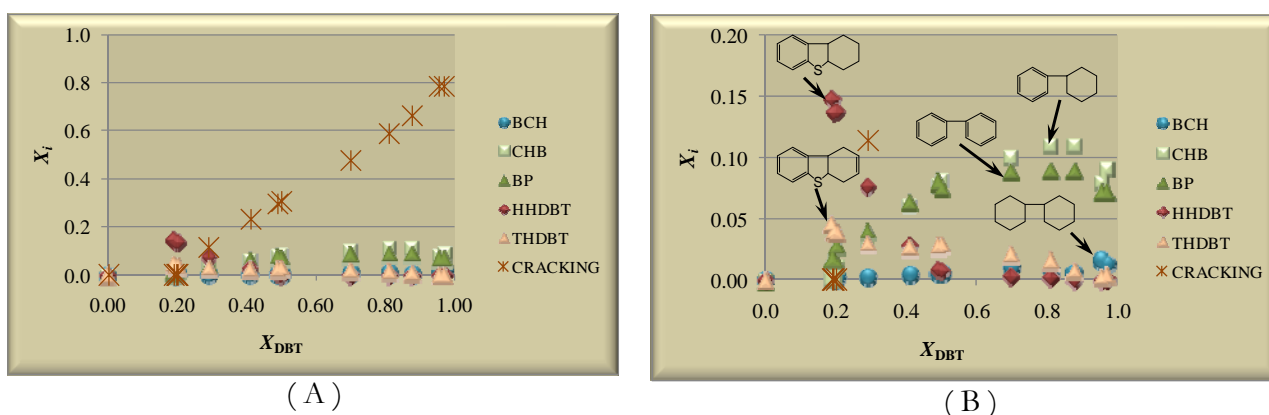 1.0
0.8
0.6
0.4
0.2
0.0
X_i
0.00 0.20 0.40 0.60 0.80 1.00
X_DBT
BCH
CHB
BP
HHDBT
THDBT
CRACKING
( A )
0.20
0.15
0.10
0.05
0.00
X_i
0.0 0.2 0.4 0.6 0.8 1.0
X_DBT
S
S
BCH
CHB
BP
HHDBT
THDBT
CRACKING
( B )